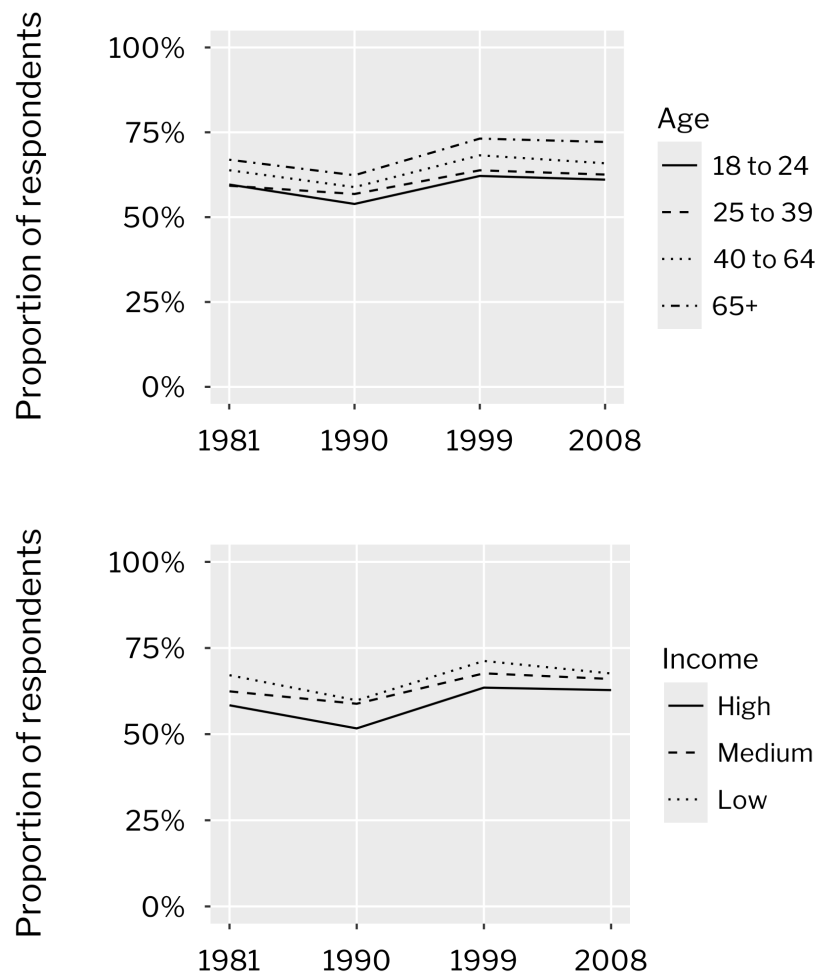 Proportion of respondents
100%
75%
50%
25%
0%
1981 1990 1999 2008
Age
18 to 24
25 to 39
40 to 64
65+
Proportion of respondents
100%
75%
50%
25%
0%
1981 1990 1999 2008
Income
High
Medium
Low